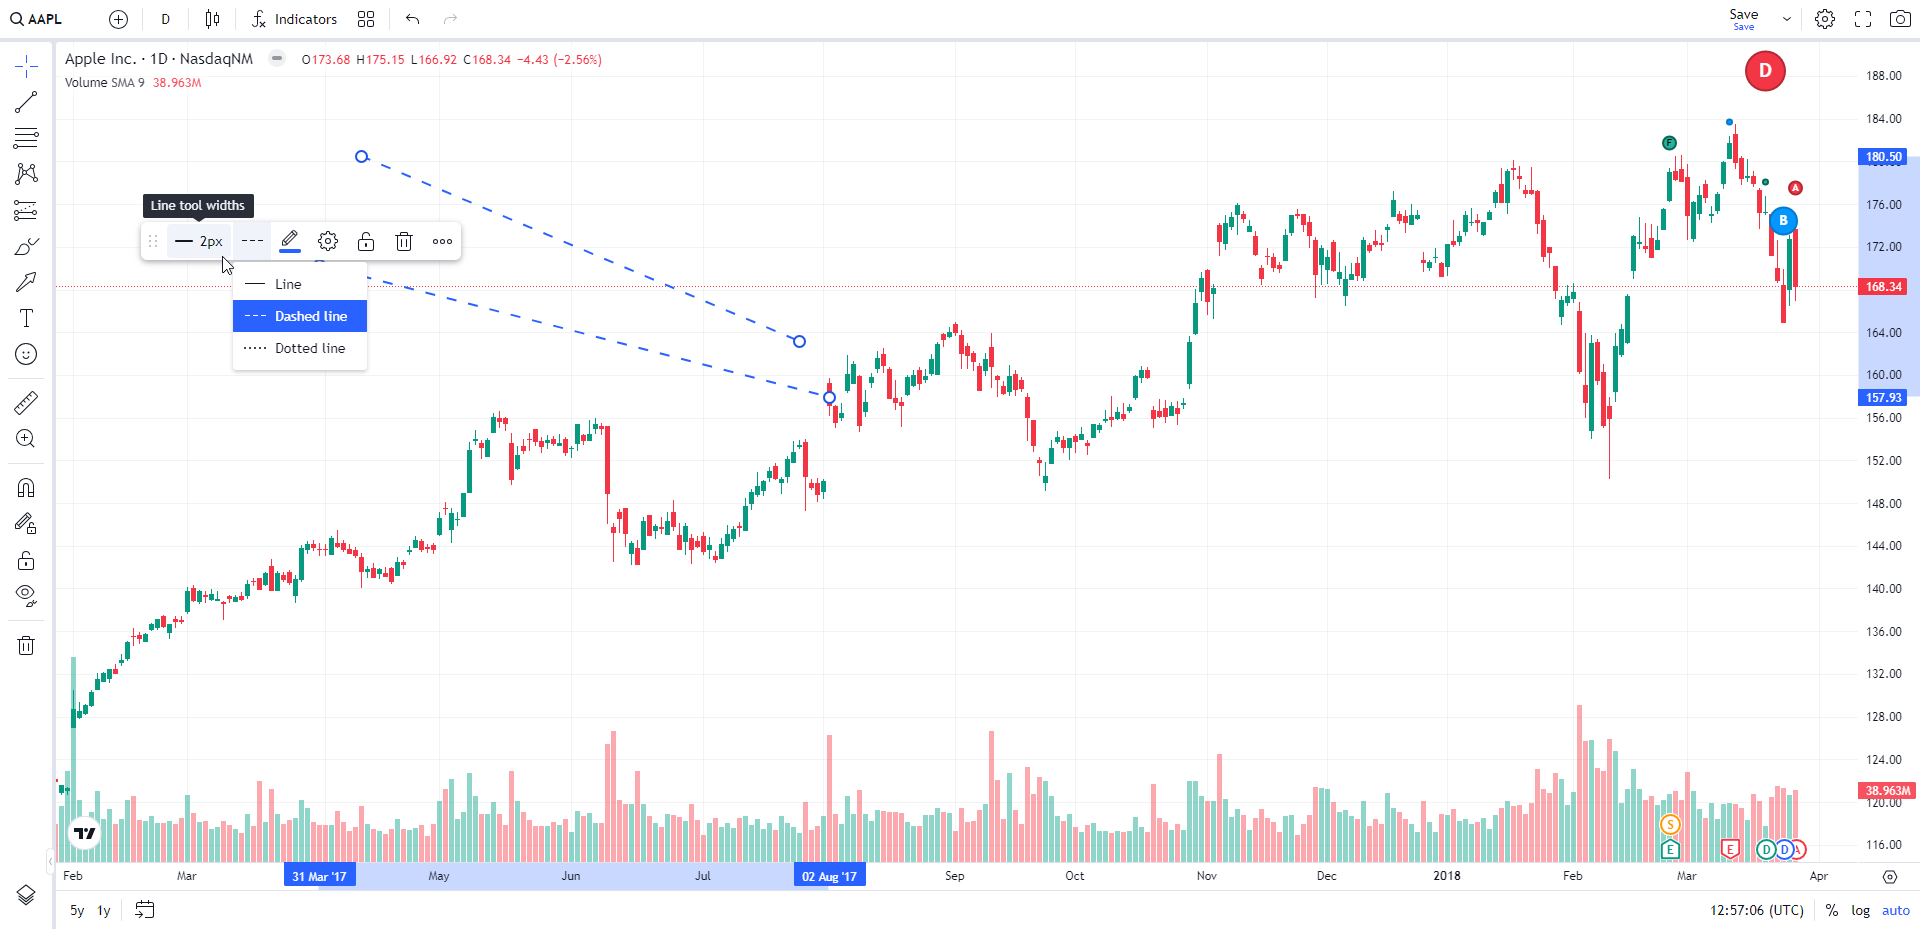 AAPL
D
Indicators
Save
Save
Apple Inc. · 1D · NasdaqNM
O173.68 H175.15 L166.92 C168.34 −4.43 (−2.56%)
Volume SMA 9 38.963M
Line tool widths
2px
Line
Dashed line
Dotted line
D
F
A
B
188.00
184.00
180.50
176.00
172.00
168.34
164.00
160.00
157.93
156.00
152.00
148.00
144.00
140.00
136.00
132.00
128.00
124.00
38.963M
120.00
116.00
S
E
E
D
D
A
Feb
Mar
31 Mar '17
May
Jun
Jul
02 Aug '17
Sep
Oct
Nov
Dec
2018
Feb
Mar
Apr
5y 1y
12:57:06 (UTC)
% log auto